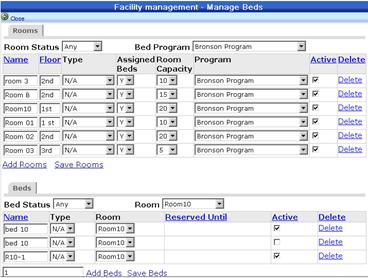 Facility management - Manage Beds
Close
Rooms
Room Status Any Bed Program Bronson Program
Name Floor Type Assigned Beds Room Capacity Program Active Delete
room 3 2nd N/A Y 10 Bronson Program Delete
Room B 2nd N/A Y 15 Bronson Program Delete
Room10 1st N/A Y 20 Bronson Program Delete
Room 01 1 st N/A Y 10 Bronson Program Delete
Room 02 2nd N/A Y 20 Bronson Program Delete
Room 03 3rd N/A Y 5 Bronson Program Delete
Add Rooms Save Rooms
Beds
Bed Status Any Room Room10
Name Type Room Reserved Until Active Delete
bed 10 N/A Room10 Delete
bed 10 N/A Room10 Delete
R10-1 N/A Room10 Delete
1 Add Beds Save Beds